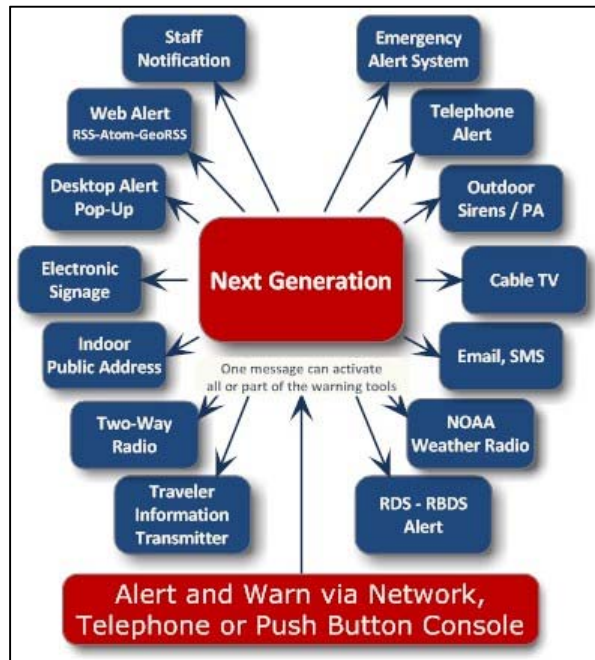 Staff
Notification
Emergency
Alert System
Web Alert
RSS-Atom-GeoRSS
Telephone
Alert
Desktop Alert
Pop-Up
Outdoor
Sirens / PA
Next Generation
Electronic
Signage
Cable TV
Indoor
Public Address
Email, SMS
One message can activate
all or part of the warning tools
Two-Way
Radio
NOAA
Weather Radio
Traveler
Information
Transmitter
RDS - RBDS
Alert
Alert and Warn via Network,
Telephone or Push Button Console